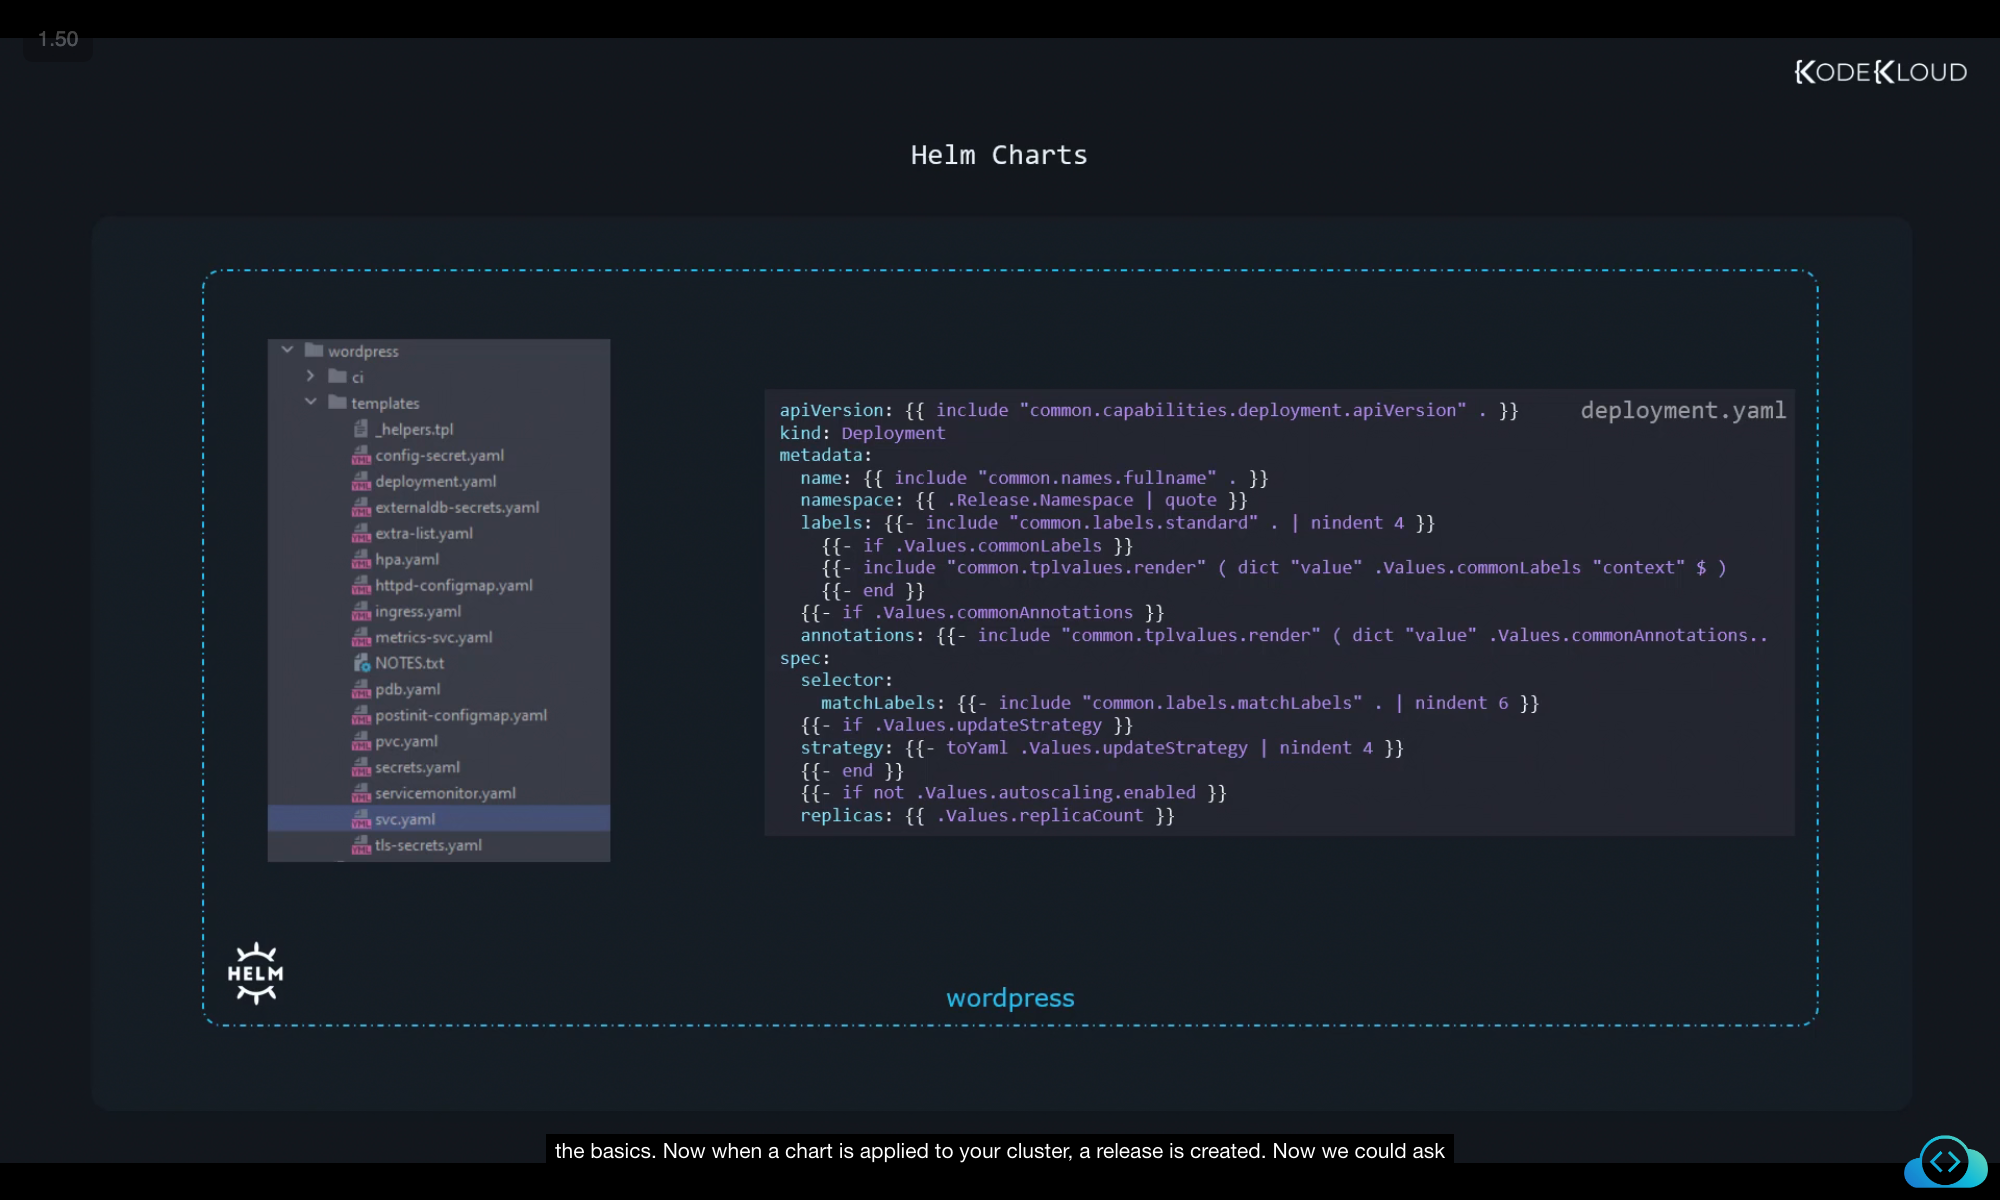 1.50
KODEKLOUD
Helm Charts
wordpress
ci
templates
_helpers.tpl
config-secret.yaml
deployment.yaml
externaldb-secrets.yaml
extra-list.yaml
hpa.yaml
httpd-configmap.yaml
ingress.yaml
metrics-svc.yaml
NOTES.txt
pdb.yaml
postinit-configmap.yaml
pvc.yaml
secrets.yaml
servicemonitor.yaml
svc.yaml
tls-secrets.yaml
deployment.yaml
apiVersion: {{ include "common.capabilities.deployment.apiVersion" . }}
kind: Deployment
metadata:
  name: {{ include "common.names.fullname" . }}
  namespace: {{ .Release.Namespace | quote }}
  labels: {{- include "common.labels.standard" . | nindent 4 }}
    {{- if .Values.commonLabels }}
    {{- include "common.tplvalues.render" ( dict "value" .Values.commonLabels "context" $ )
    {{- end }}
  {{- if .Values.commonAnnotations }}
  annotations: {{- include "common.tplvalues.render" ( dict "value" .Values.commonAnnotations..
spec:
  selector:
    matchLabels: {{- include "common.labels.matchLabels" . | nindent 6 }}
  {{- if .Values.updateStrategy }}
  strategy: {{- toYaml .Values.updateStrategy | nindent 4 }}
  {{- end }}
  {{- if not .Values.autoscaling.enabled }}
  replicas: {{ .Values.replicaCount }}
HELM
wordpress
the basics. Now when a chart is applied to your cluster, a release is created. Now we could ask